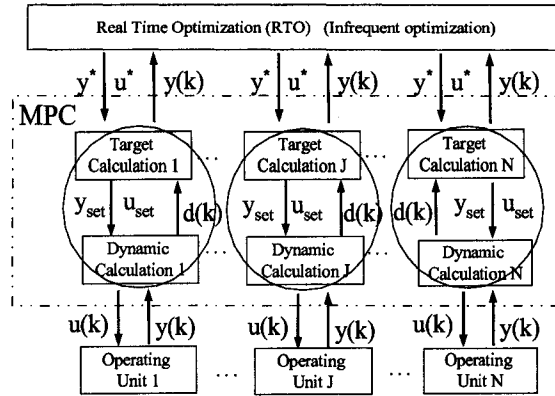 Real Time Optimization (RTO) (Infrequent optimization)
y* u* y(k) y* u* y(k) y* u* y(k)
MPC
Target Calculation 1 ... Target Calculation J ... Target Calculation N
y_set u_set d(k) y_set u_set d(k) d(k) y_set u_set
Dynamic Calculation 1 Dynamic Calculation J Dynamic Calculation N
u(k) y(k) u(k) y(k) u(k) y(k)
Operating Unit 1 ... Operating Unit J ... Operating Unit N